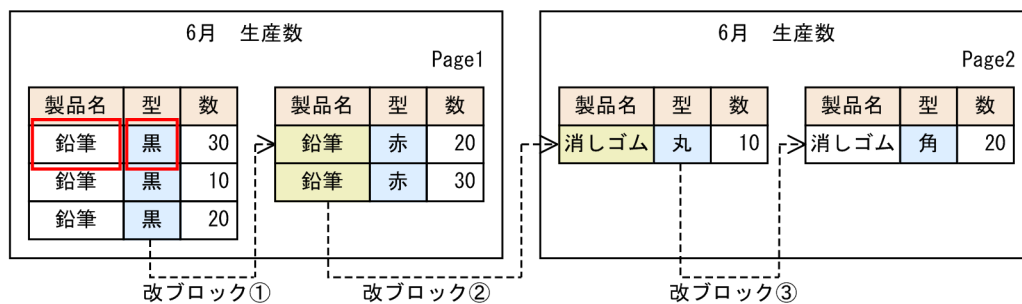 6月 生産数
Page1
製品名 型 数
鉛筆 黒 30
鉛筆 黒 10
鉛筆 黒 20
製品名 型 数
鉛筆 赤 20
鉛筆 赤 30
6月 生産数
Page2
製品名 型 数
消しゴム 丸 10
製品名 型 数
消しゴム 角 20
改ブロック①
改ブロック②
改ブロック③